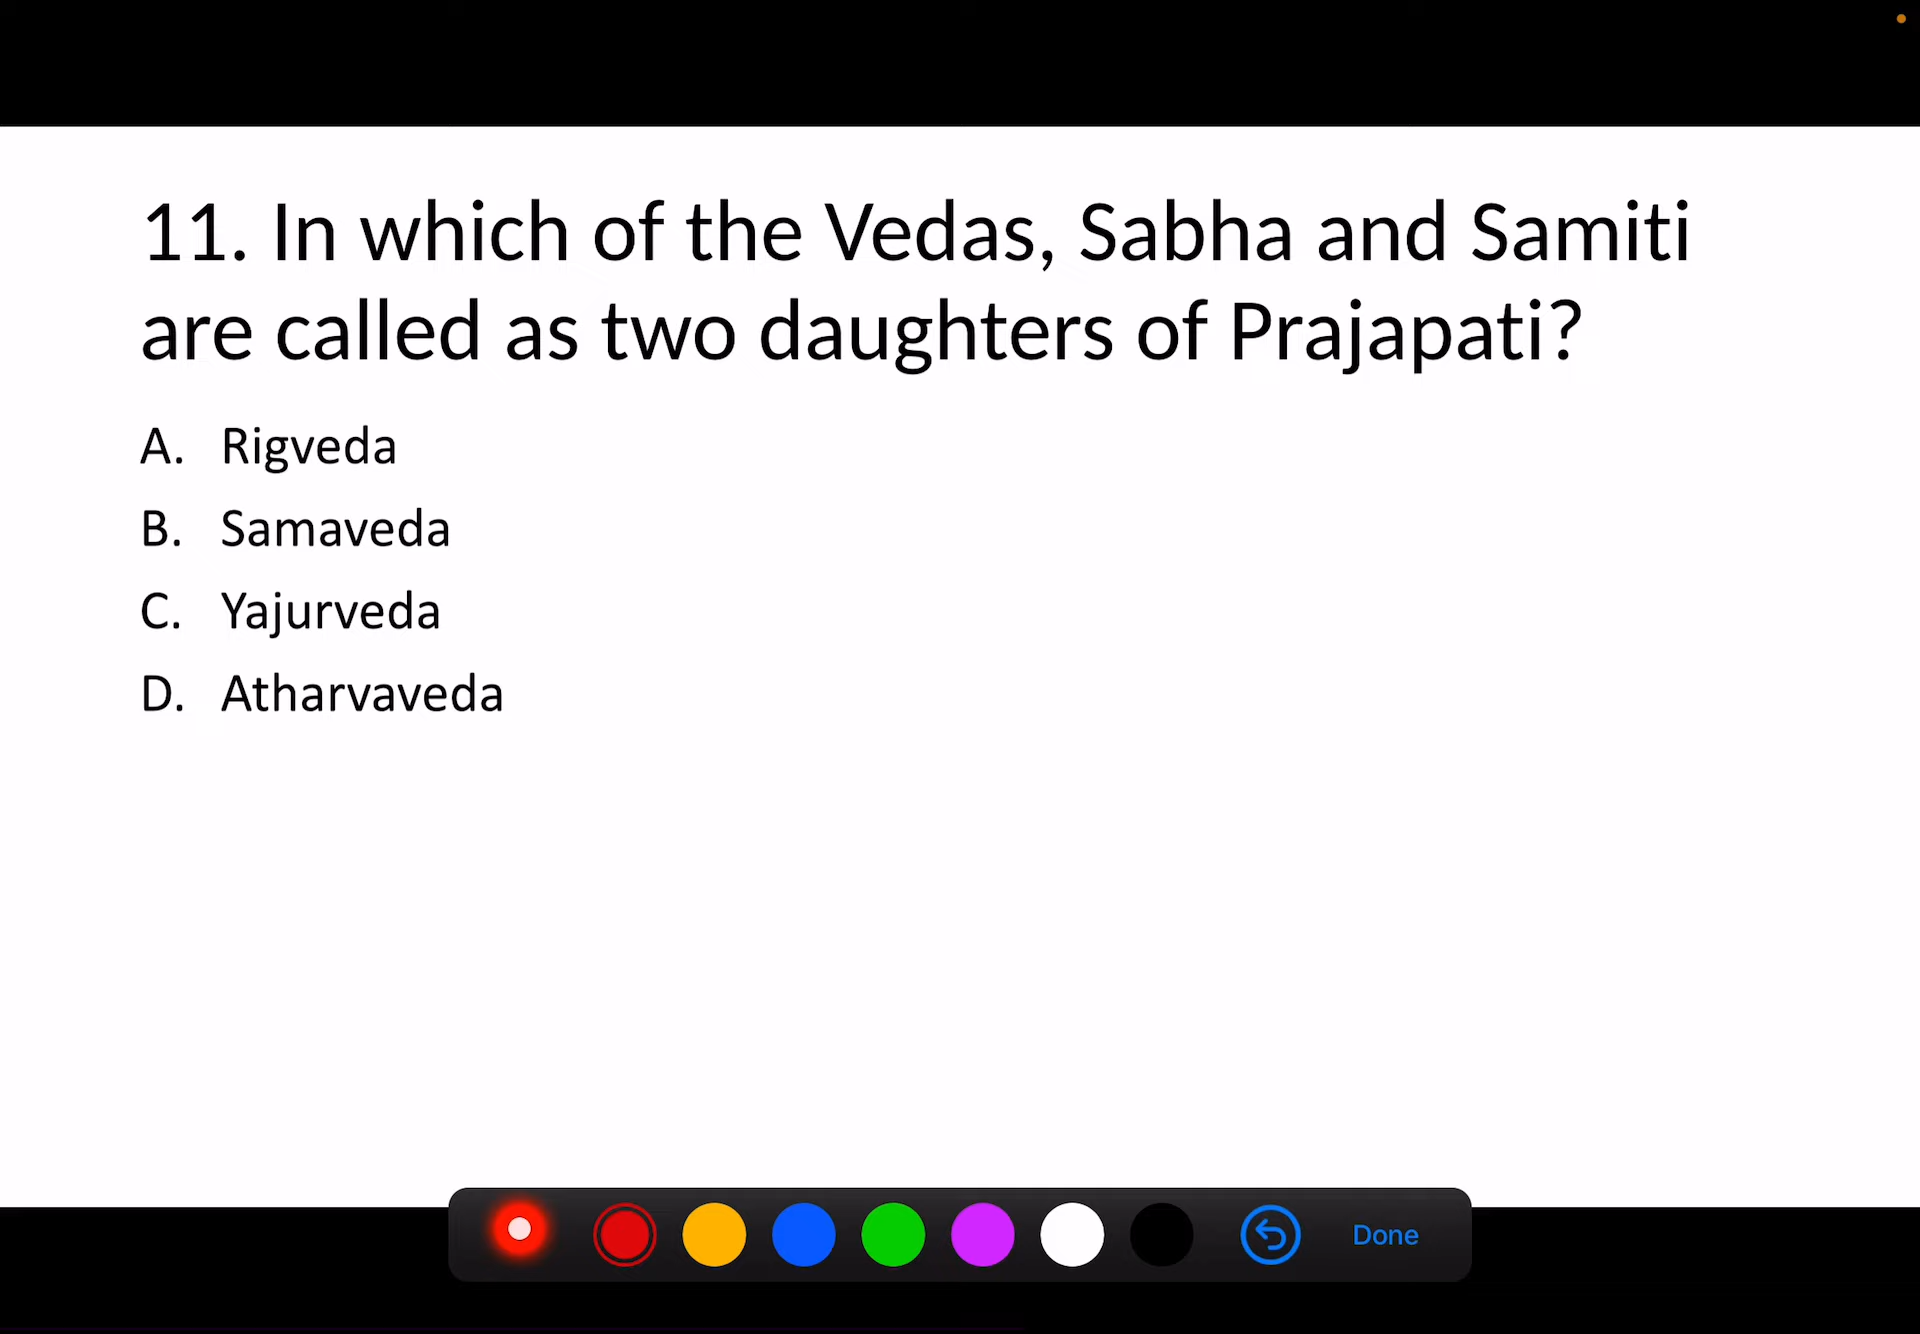 11. In which of the Vedas, Sabha and Samiti
are called as two daughters of Prajapati?
A. Rigveda
B. Samaveda
C. Yajurveda
D. Atharvaveda
Done